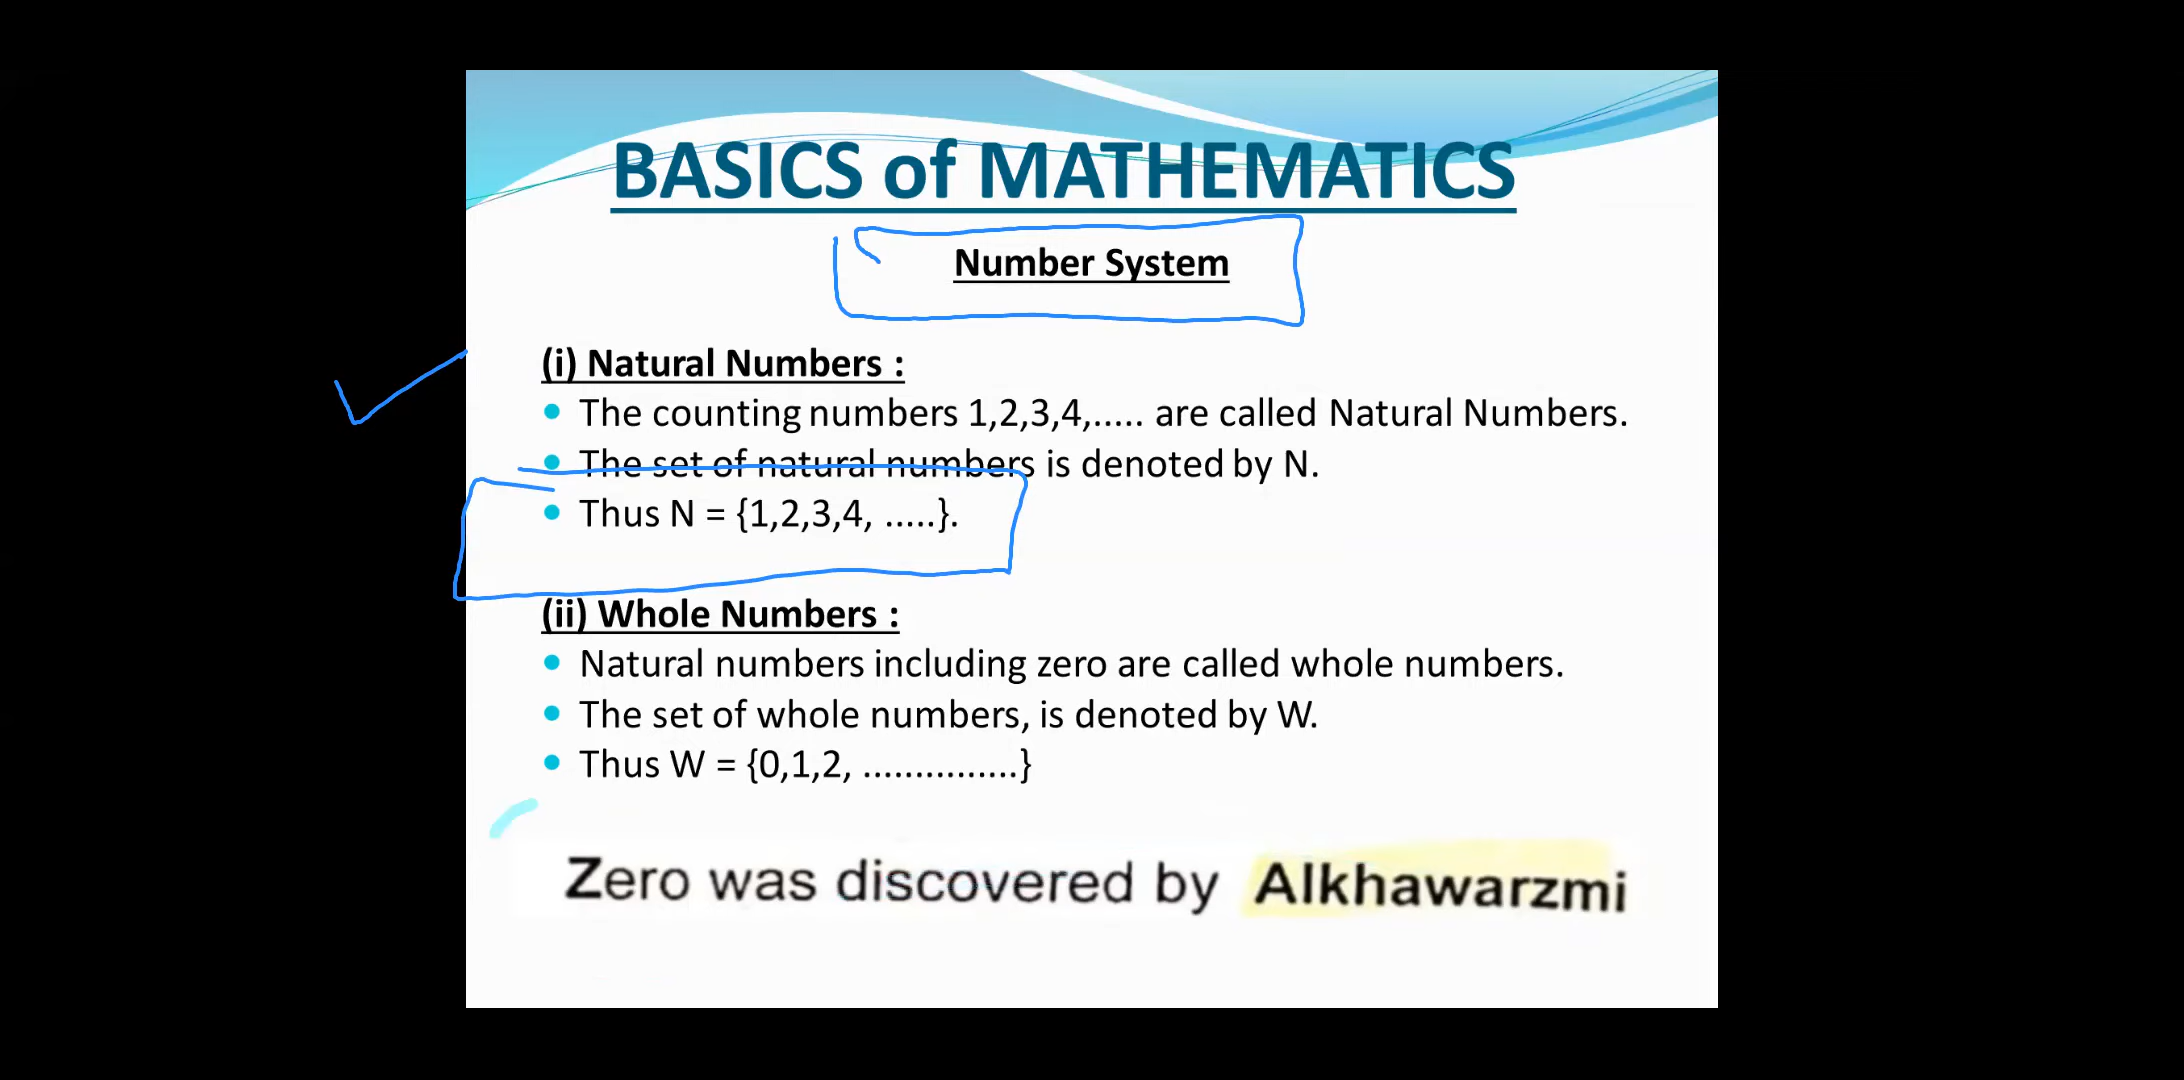 BASICS of MATHEMATICS
Number System
(i) Natural Numbers :
• The counting numbers 1,2,3,4,..... are called Natural Numbers.
• The set of natural numbers is denoted by N.
• Thus N = {1,2,3,4, .....}.
(ii) Whole Numbers :
• Natural numbers including zero are called whole numbers.
• The set of whole numbers, is denoted by W.
• Thus W = {0,1,2, ...............}
Zero was discovered by Alkhawarzmi